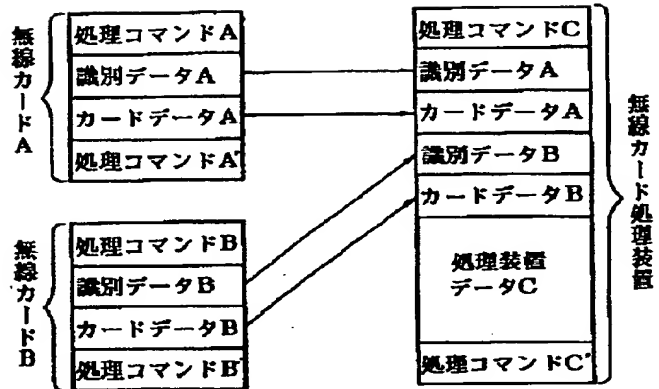 無線カードA
処理コマンドA
識別データA
カードデータA
処理コマンドA'
無線カードB
処理コマンドB
識別データB
カードデータB
処理コマンドB'
処理コマンドC
識別データA
カードデータA
識別データB
カードデータB
処理装置
データC
処理コマンドC'
無線カード処理装置